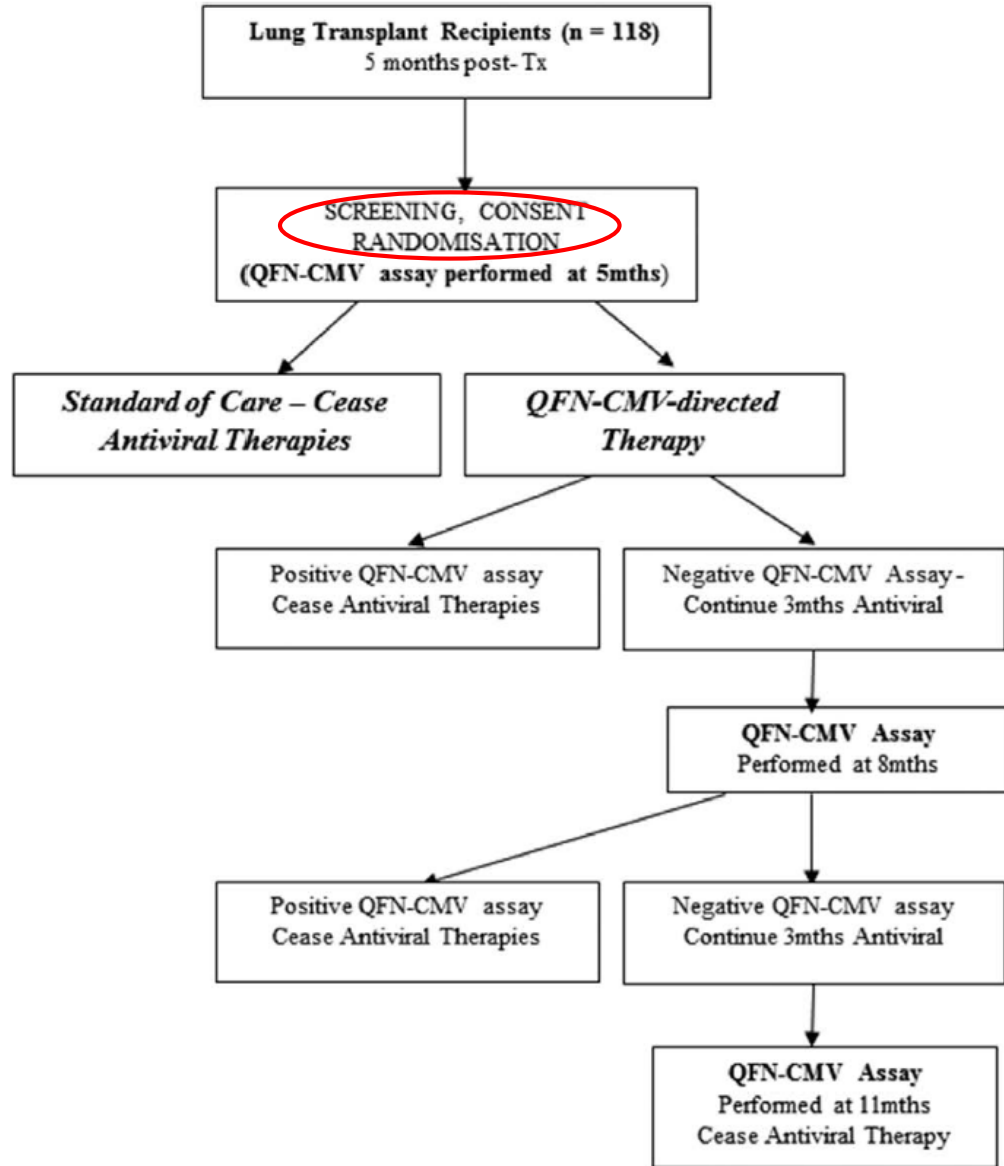 Lung Transplant Recipients (n = 118)
5 months post- Tx
SCREENING, CONSENT
RANDOMISATION
(QFN-CMV assay performed at 5mths)
Standard of Care – Cease
Antiviral Therapies
QFN-CMV-directed
Therapy
Positive QFN-CMV assay
Cease Antiviral Therapies
Negative QFN-CMV Assay -
Continue 3mths Antiviral
QFN-CMV Assay
Performed at 8mths
Positive QFN-CMV assay
Cease Antiviral Therapies
Negative QFN-CMV assay
Continue 3mths Antiviral
QFN-CMV Assay
Performed at 11mths
Cease Antiviral Therapy